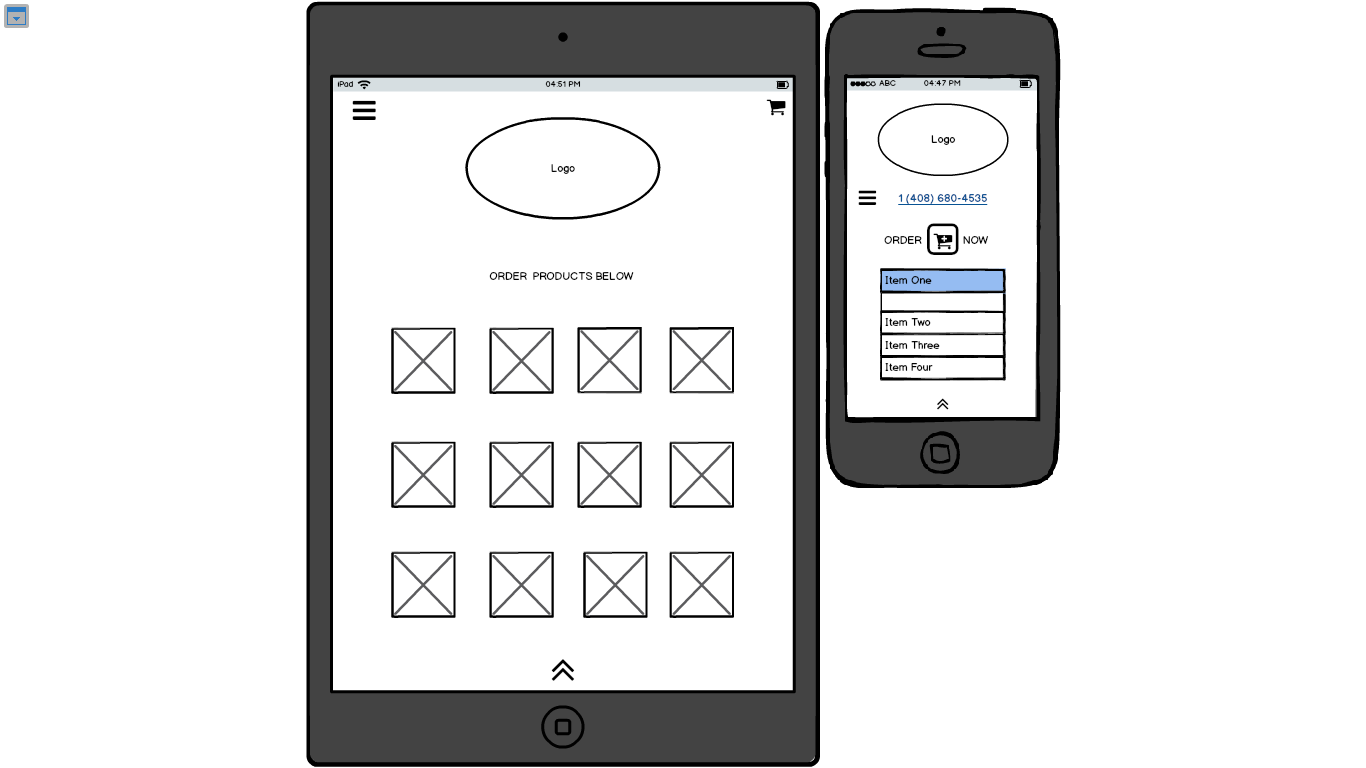 iPad 04:51 PM
Logo
ORDER PRODUCTS BELOW
ABC 04:47 PM
Logo
1 (408) 680-4535
ORDER NOW
Item One
Item Two
Item Three
Item Four